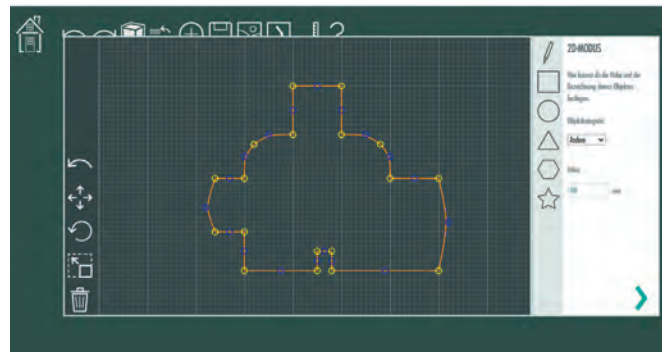 2D-MODUS
Hier kannst du die Höhe und die
Bezeichnung deines Objektes
festlegen.
Objektkategorie:
Andere
Höhe:
mm